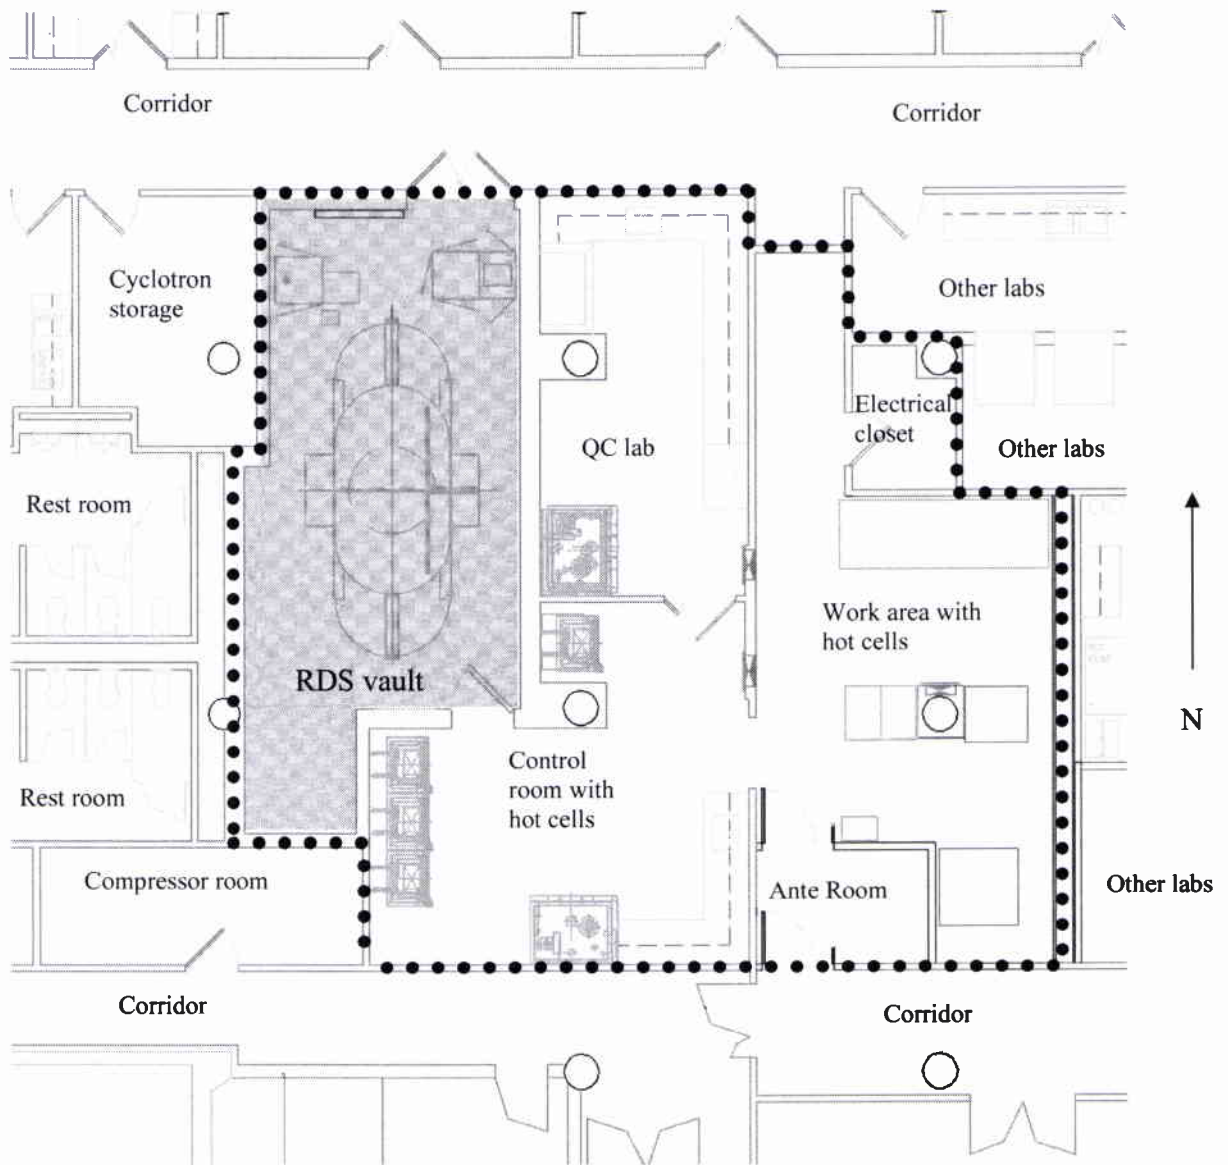 Corridor
Corridor
Cyclotron
storage
Other labs
Electrical
closet
QC lab
Other labs
Rest room
Work area with
hot cells
RDS vault
N
Control
room with
hot cells
Rest room
Compressor room
Ante Room
Other labs
Corridor
Corridor